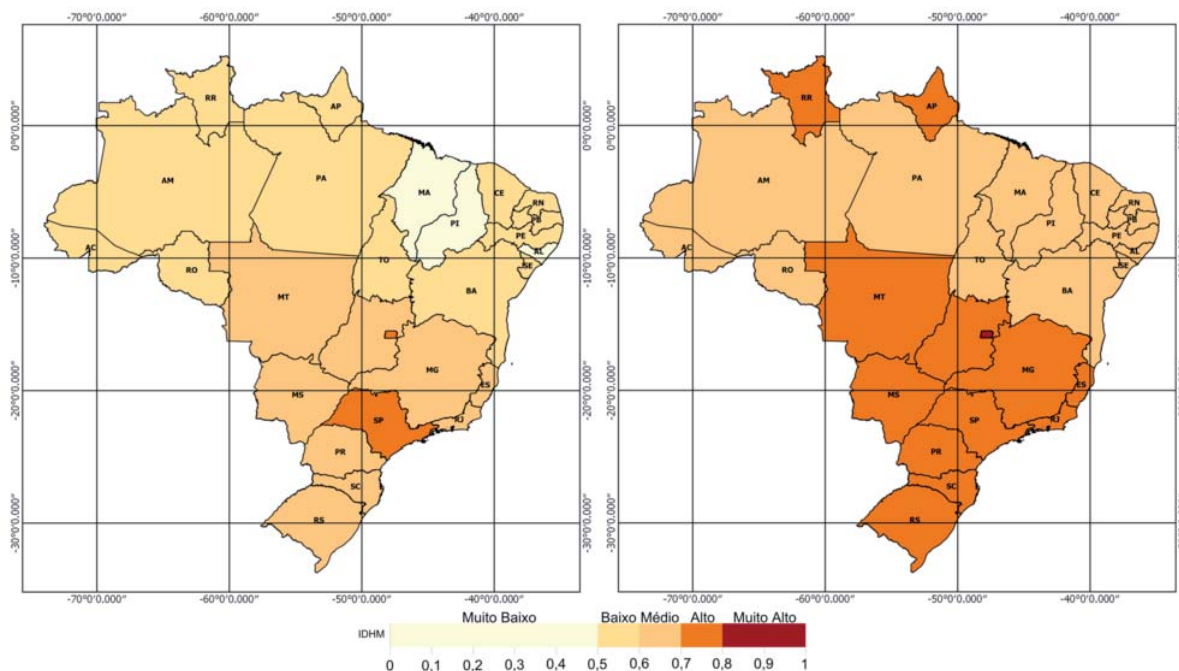 -70°0'0.000" -60°0'0.000" -50°0'0.000" -40°0'0.000"
-70°0'0.000" -60°0'0.000" -50°0'0.000" -40°0'0.000"
0°0'0.000"
-10°0'0.000"
-20°0'0.000"
-30°0'0.000"
RR
AP
AM
PA
MA
CE
RN
PB
PI
PE
AL
SE
AC
TO
RO
BA
MT
MG
ES
MS
SP
RJ
PR
SC
RS
0°0'0.000"
-10°0'0.000"
-20°0'0.000"
-30°0'0.000"
0°0'0.000"
-10°0'0.000"
-20°0'0.000"
-30°0'0.000"
RR
AP
AM
PA
MA
CE
RN
PB
PI
PE
AL
SE
AC
TO
RO
BA
MT
MG
ES
MS
SP
RJ
PR
SC
RS
0°0'0.000"
-10°0'0.000"
-20°0'0.000"
-30°0'0.000"
-70°0'0.000" -60°0'0.000" -50°0'0.000" -40°0'0.000"
-70°0'0.000" -60°0'0.000" -50°0'0.000" -40°0'0.000"
Muito Baixo Baixo Médio Alto Muito Alto
IDHM
0 0,1 0,2 0,3 0,4 0,5 0,6 0,7 0,8 0,9 1